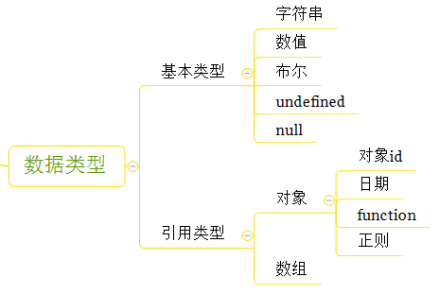 数据类型
基本类型
字符串
数值
布尔
undefined
null
引用类型
对象
对象id
日期
function
正则
数组